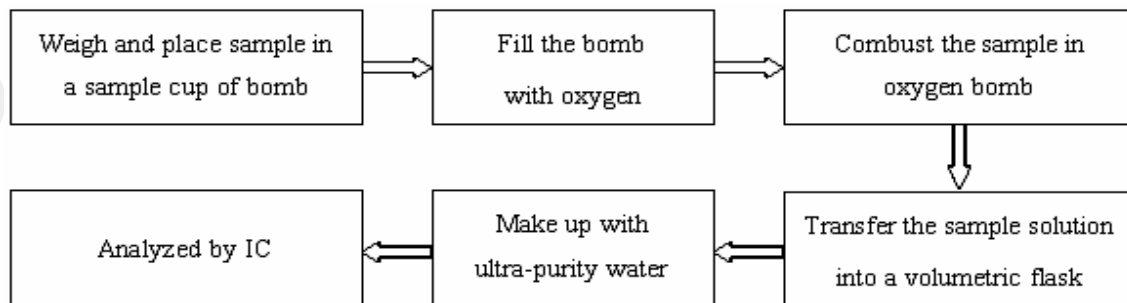 Weigh and place sample in
a sample cup of bomb
Fill the bomb
with oxygen
Combust the sample in
oxygen bomb
Transfer the sample solution
into a volumetric flask
Make up with
ultra-purity water
Analyzed by IC